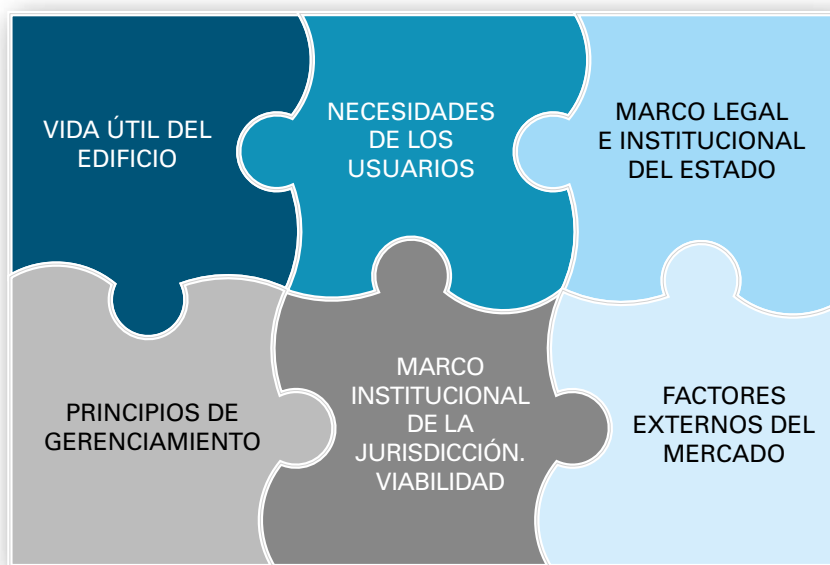 VIDA ÚTIL DEL
EDIFICIO
NECESIDADES
DE LOS
USUARIOS
MARCO LEGAL
E INSTITUCIONAL
DEL ESTADO
PRINCIPIOS DE
GERENCIAMIENTO
MARCO
INSTITUCIONAL
DE LA
JURISDICCIÓN.
VIABILIDAD
FACTORES
EXTERNOS DEL
MERCADO